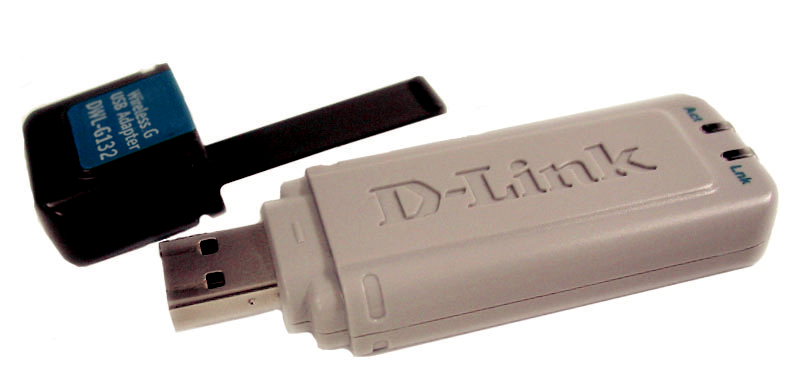 Wireless G
USB Adapter
DWL-G132
D-Link
Act
Lnk